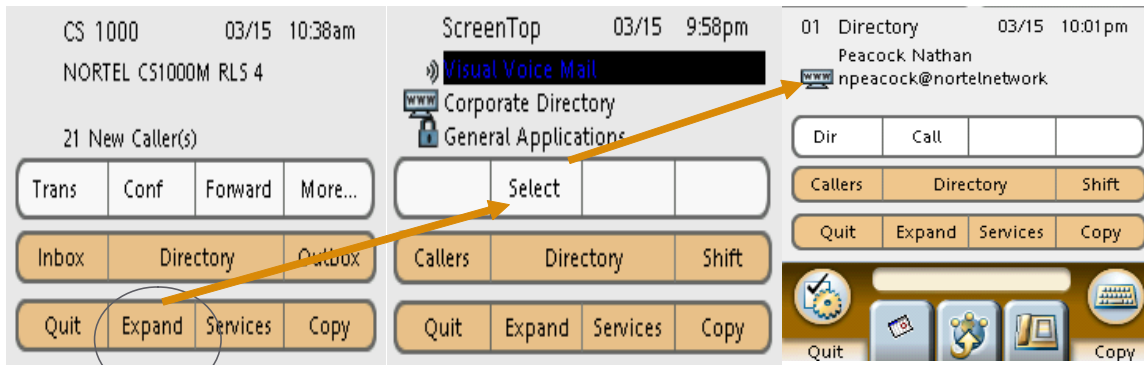 CS 1000 03/15 10:38am
NORTEL CS1000M RLS 4
21 New Caller(s)
Trans Conf Forward More...
Inbox Directory Outbox
Quit Expand Services Copy
ScreenTop 03/15 9:58pm
Visual Voice Mail
www Corporate Directory
General Applications
Select
Callers Directory Shift
Quit Expand Services Copy
01 Directory 03/15 10:01pm
Peacock Nathan
www npeacock@nortelnetwork
Dir Call
Callers Directory Shift
Quit Expand Services Copy
Quit Copy